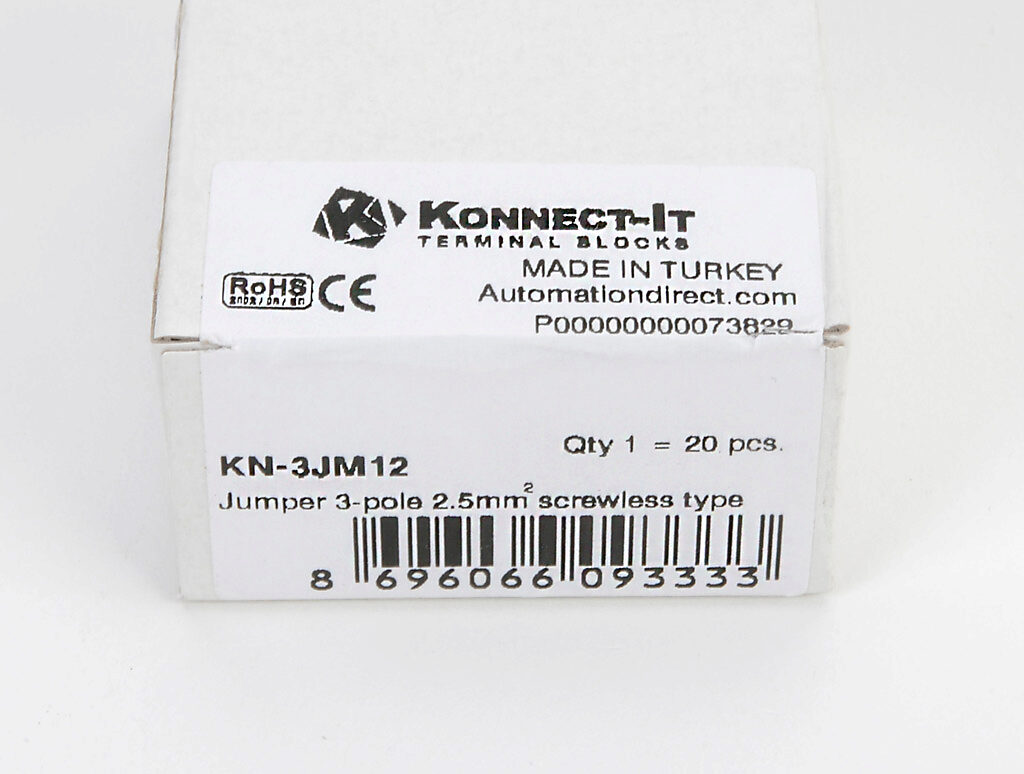 KONNECT-IT
TERMINAL BLOCKS
MADE IN TURKEY
RoHS CE
Automationdirect.com
P00000000073829
Qty 1 = 20 pcs.
KN-3JM12
Jumper 3-pole 2.5mm² screwless type
8 696066 093333